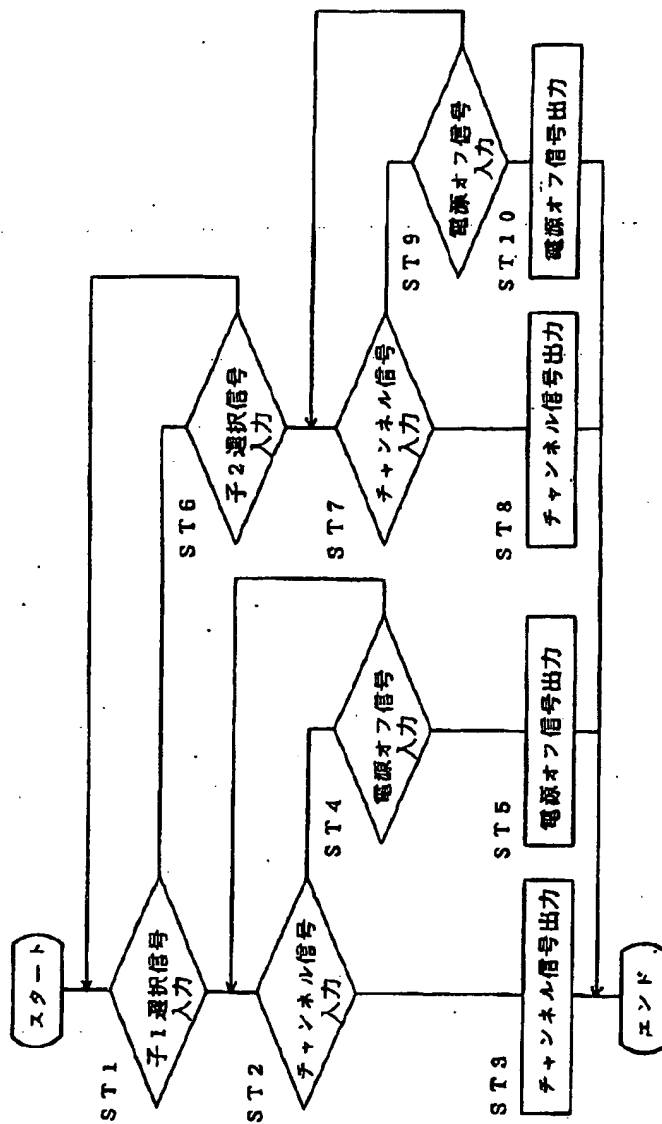 スタート
ST1
子1選択信号
入力
ST2
チャンネル信号
入力
ST3
チャンネル信号出力
ST4
電源オフ信号
入力
ST5
電源オフ信号出力
ST6
子2選択信号
入力
ST7
チャンネル信号
入力
ST8
チャンネル信号出力
ST9
電源オフ信号
入力
ST10
電源オフ信号出力
エンド